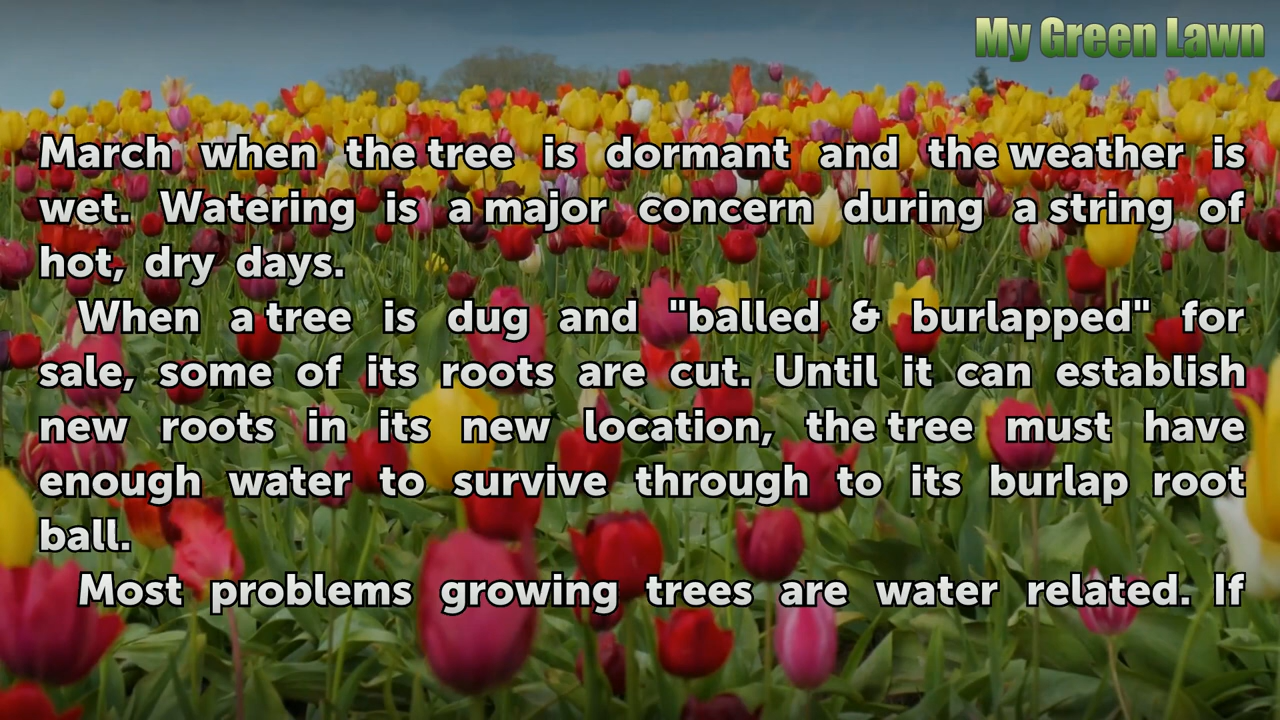 My Green Lawn
March when the tree is dormant and the weather is
wet. Watering is a major concern during a string of
hot, dry days.
When a tree is dug and "balled & burlapped" for
sale, some of its roots are cut. Until it can establish
new roots in its new location, the tree must have
enough water to survive through to its burlap root
ball.
Most problems growing trees are water related. If